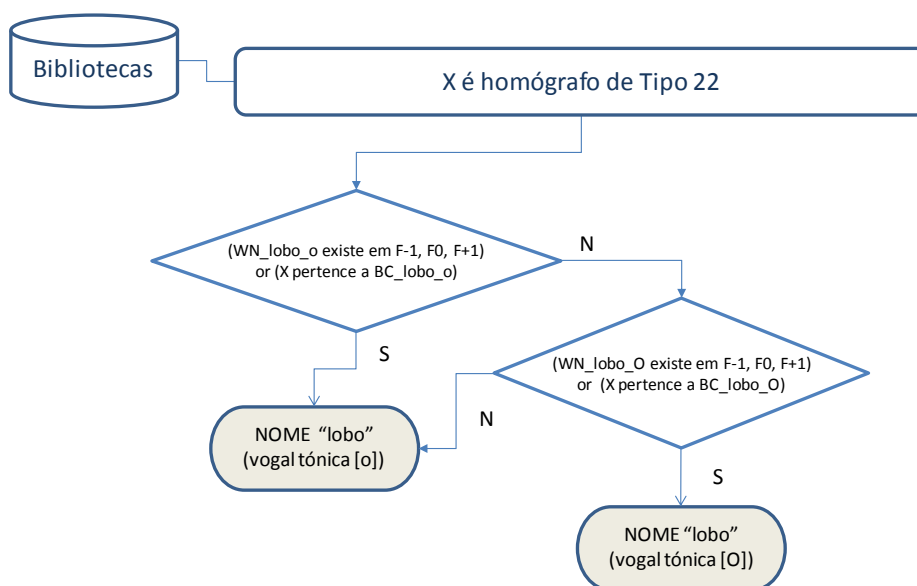 Bibliotecas
X é homógrafo de Tipo 22
(WN_lobo_o existe em F-1, F0, F+1)
or (X pertence a BC_lobo_o)
N
S
(WN_lobo_O existe em F-1, F0, F+1)
or (X pertence a BC_lobo_O)
N
NOME "lobo"
(vogal tónica [o])
S
NOME "lobo"
(vogal tónica [O])